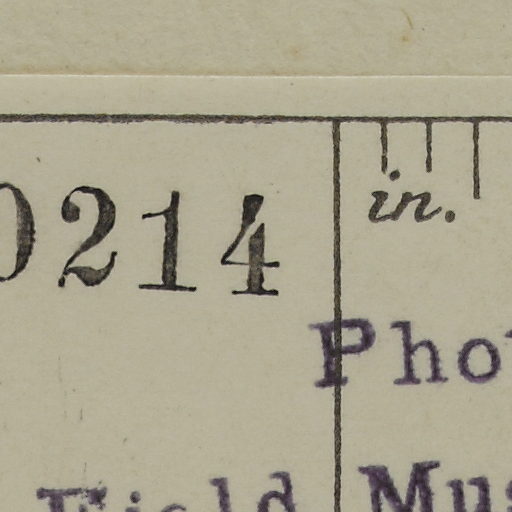 0214
in.
Pho
Field Mus